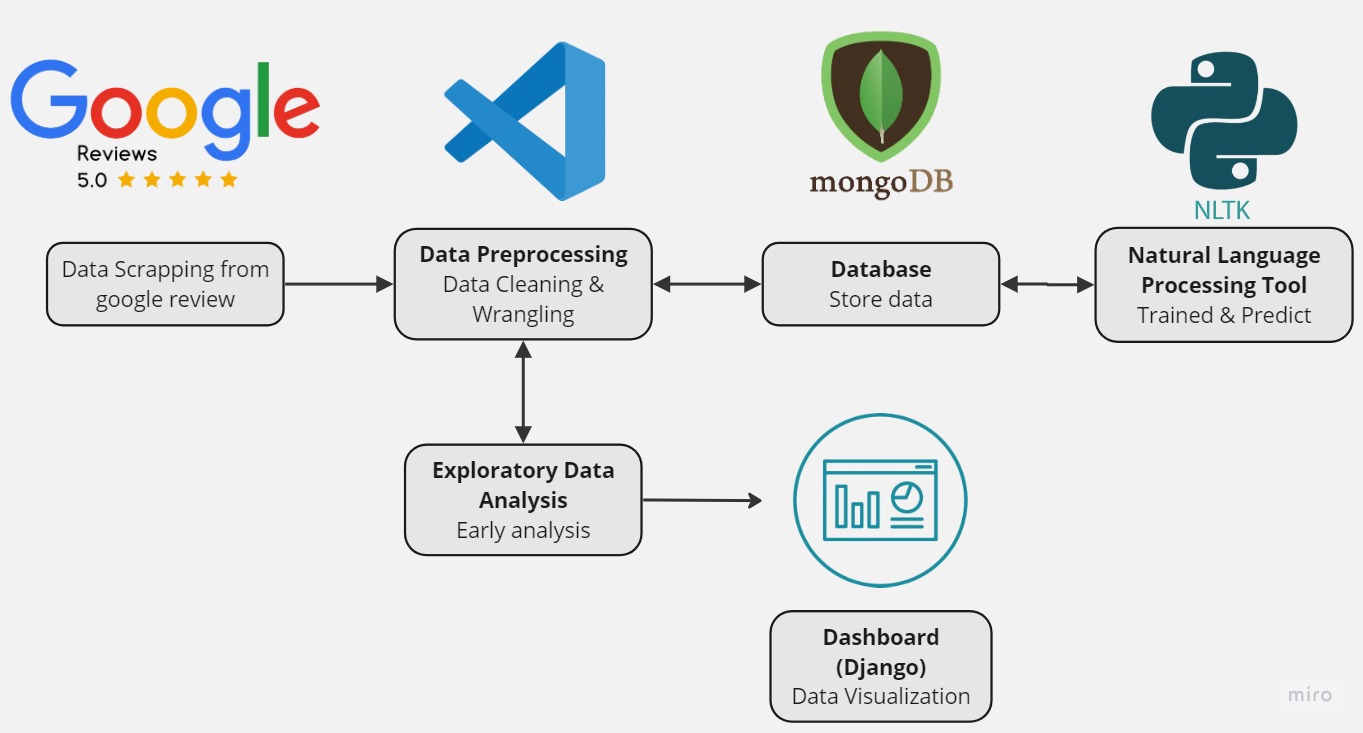 Google
Reviews
5.0
mongoDB
NLTK
Data Scrapping from
google review
Data Preprocessing
Data Cleaning &
Wrangling
Database
Store data
Natural Language
Processing Tool
Trained & Predict
Exploratory Data
Analysis
Early analysis
Dashboard
(Django)
Data Visualization
miro